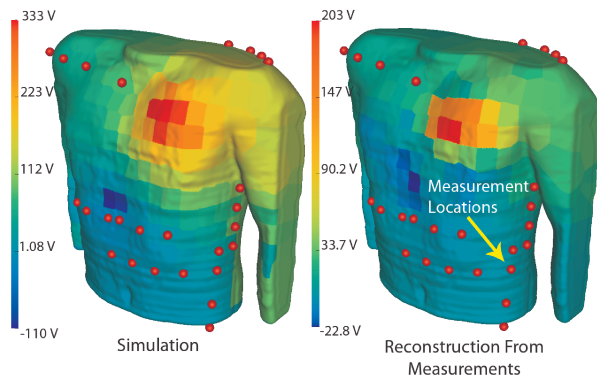 333 V
223 V
112 V
1.08 V
-110 V
Simulation
203 V
147 V
90.2 V
33.7 V
-22.8 V
Measurement
Locations
Reconstruction From
Measurements